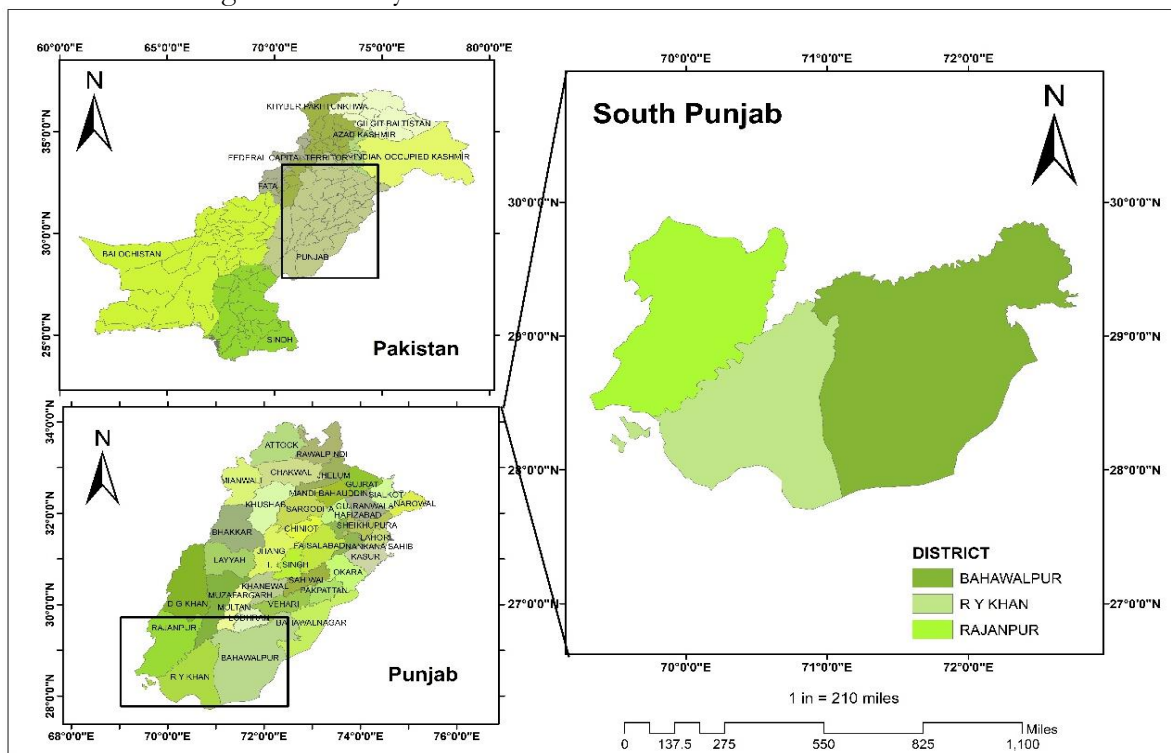 60°0'0"E 65°0'0"E 70°0'0"E 75°0'0"E 80°0'0"E
N
35°0'0"N
30°0'0"N
25°0'0"N
KHYBER PAKHTUNKHWA
GILGIT BALTISTAN
AZAD KASHMIR
FEDERAL CAPITAL TERRITORY INDIAN OCCUPIED KASHMIR
FATA
BALOCHISTAN
PUNJAB
SINDH
Pakistan
34°0'0"N
32°0'0"N
30°0'0"N
28°0'0"N
N
ATTOCK
RAWALPINDI
CHAKWAL
JHELUM
MIANWALI
GUJRAT
MANDI BAHAUDDIN
SIALKOT
KHUSHAB
SARGODHA
GUJRANWALA
NAROWAL
HAFIZABAD
BHAKKAR
CHINIOT
SHEIKHUPURA
LAHORE
FAISALABAD
NANKANA SAHIB
JHANG
KASUR
LAYYAH
T. T. SINGH
OKARA
KHANEWAL
SAHIWAL
D G KHAN
MUZAFARGARH
PAKPATTAN
MULTAN
VEHARI
LODHRAN
RAJANPUR
BAHAWALNAGAR
BAHAWALPUR
R Y KHAN
Punjab
68°0'0"E 70°0'0"E 72°0'0"E 74°0'0"E 76°0'0"E
70°0'0"E 71°0'0"E 72°0'0"E
South Punjab
N
30°0'0"N 30°0'0"N
29°0'0"N 29°0'0"N
28°0'0"N 28°0'0"N
27°0'0"N 27°0'0"N
DISTRICT
BAHAWALPUR
R Y KHAN
RAJANPUR
70°0'0"E 71°0'0"E 72°0'0"E
1 in = 210 miles
Miles
0 137.5 275 550 825 1,100